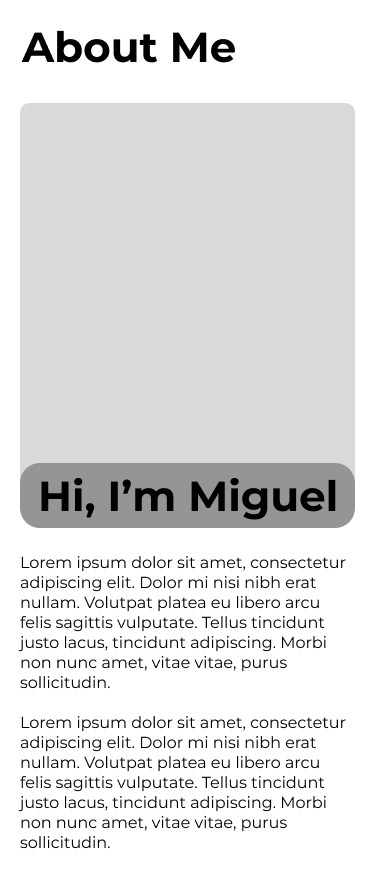 About Me
Hi, I’m Miguel
Lorem ipsum dolor sit amet, consectetur
adipiscing elit. Dolor mi nisi nibh erat
nullam. Volutpat platea eu libero arcu
felis sagittis vulputate. Tellus tincidunt
justo lacus, tincidunt adipiscing. Morbi
non nunc amet, vitae vitae, purus
sollicitudin.
Lorem ipsum dolor sit amet, consectetur
adipiscing elit. Dolor mi nisi nibh erat
nullam. Volutpat platea eu libero arcu
felis sagittis vulputate. Tellus tincidunt
justo lacus, tincidunt adipiscing. Morbi
non nunc amet, vitae vitae, purus
sollicitudin.